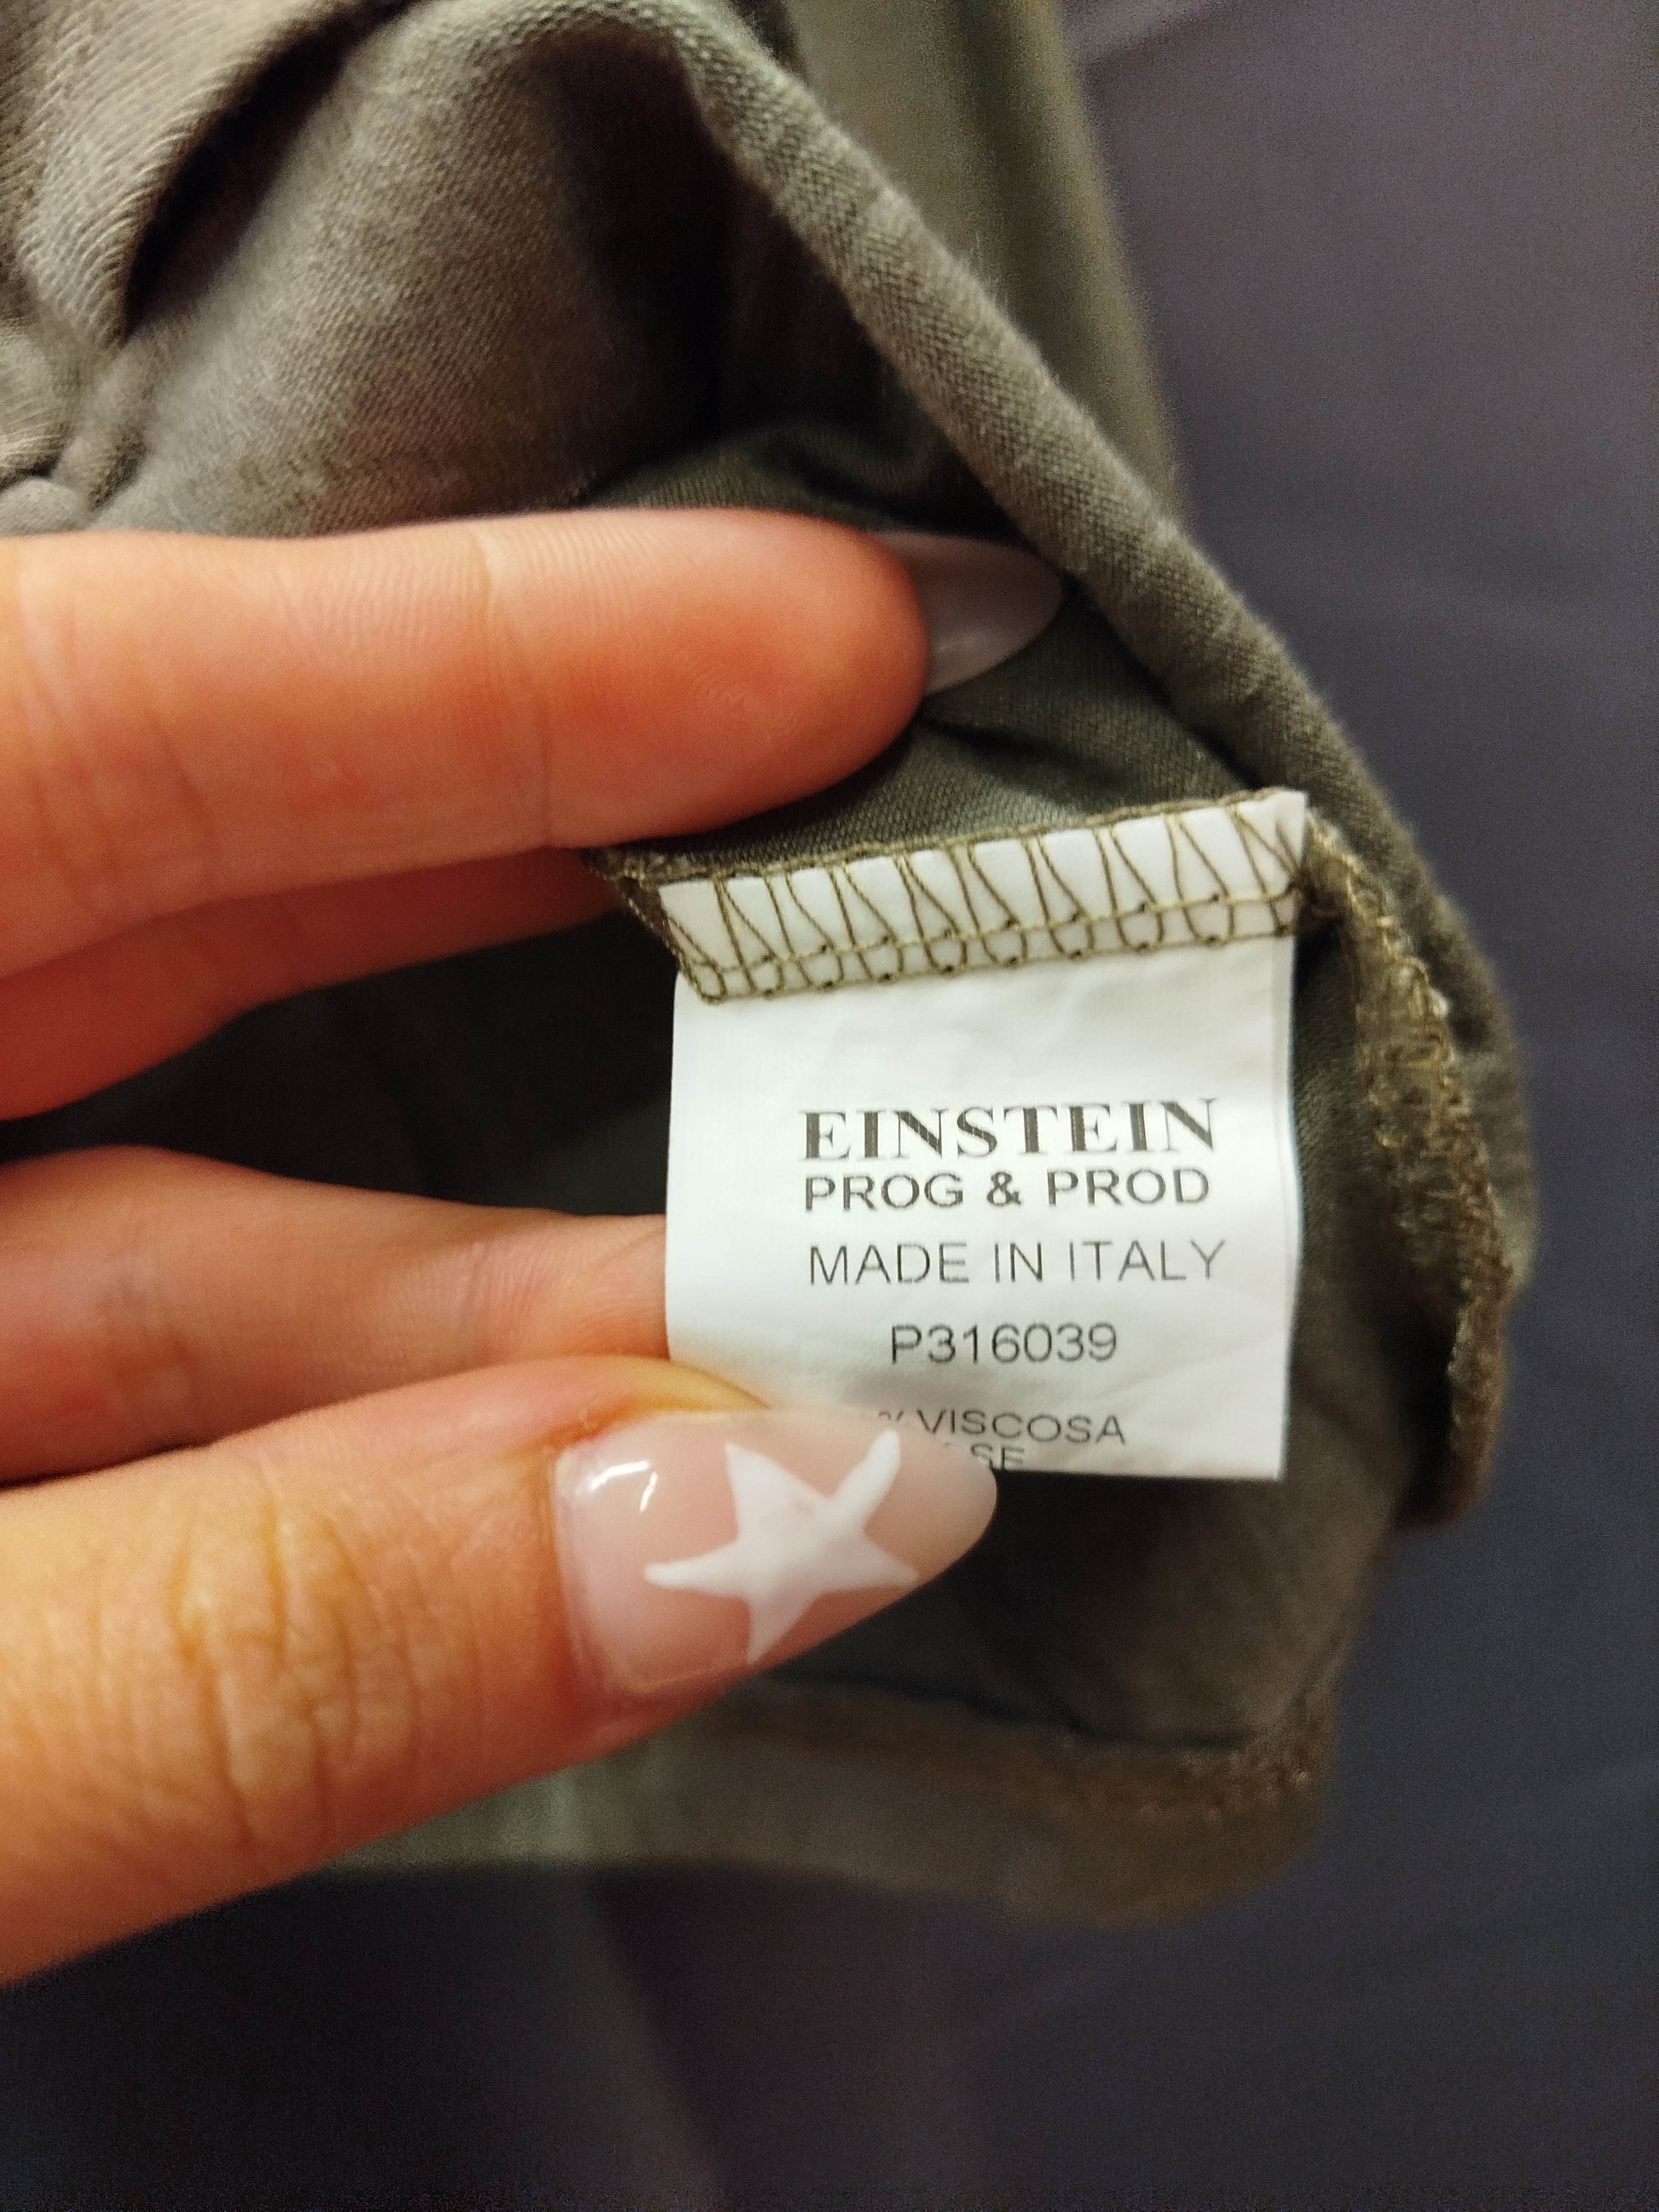 EINSTEIN
PROG & PROD
MADE IN ITALY
P316039
% VISCOSA